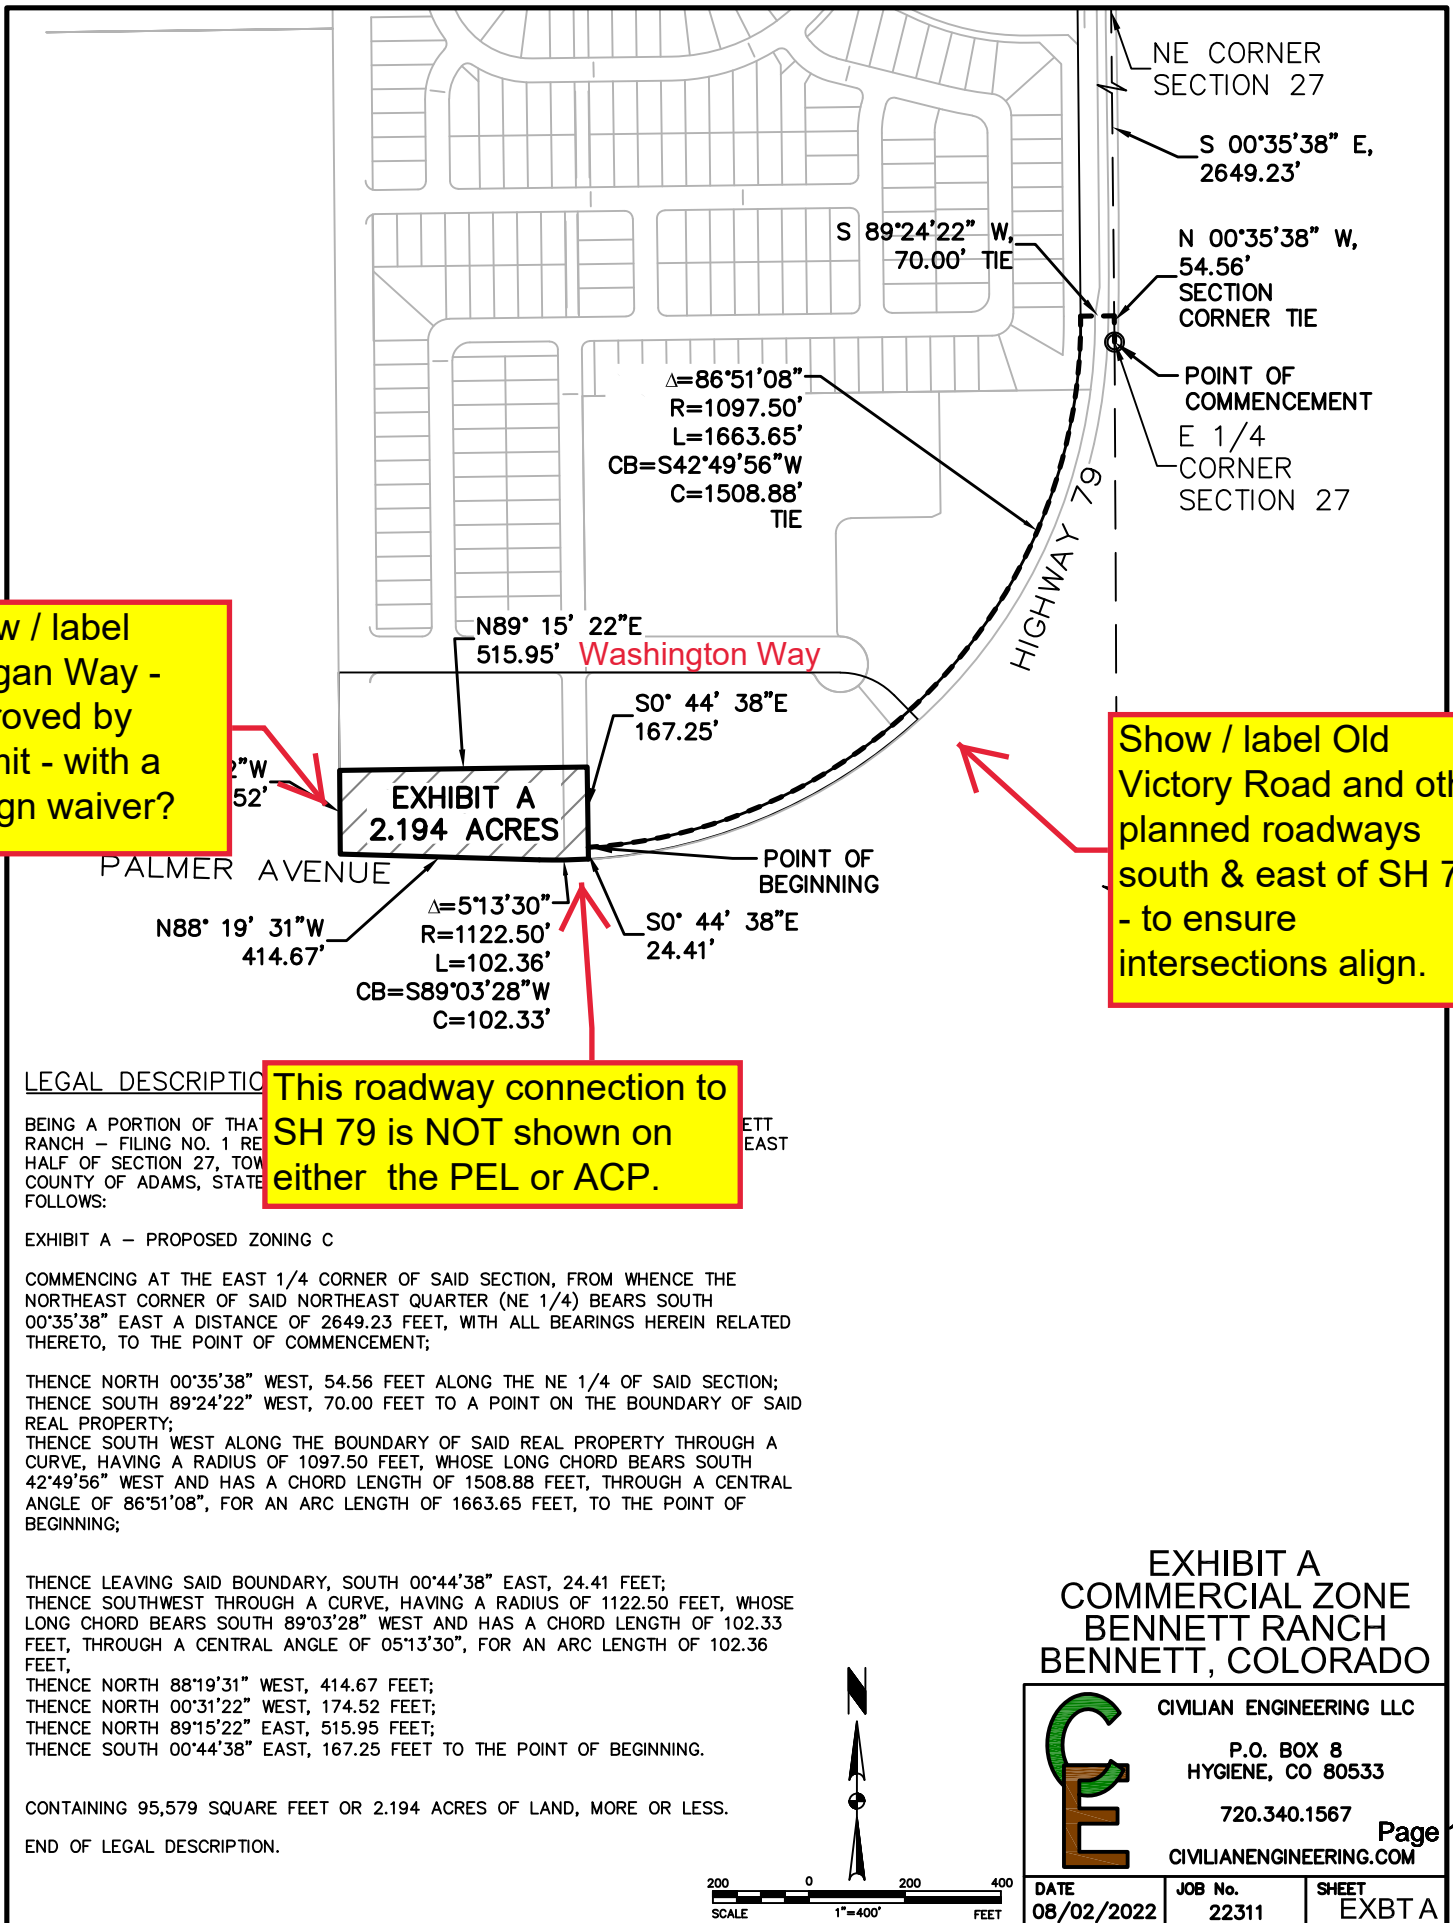 NE CORNER
SECTION 27
S 00°35'38" E,
2649.23'
S 89°24'22" W,
70.00' TIE
N 00°35'38" W,
54.56'
SECTION
CORNER TIE
POINT OF
COMMENCEMENT
E 1/4
CORNER
SECTION 27
Δ=86°51'08"
R=1097.50'
L=1663.65'
CB=S42°49'56"W
C=1508.88'
TIE
HIGHWAY 79
N89° 15' 22"E
515.95'
Washington Way
S0° 44' 38"E
167.25'
w / label
gan Way -
roved by
nit - with a
gn waiver?
2"W
52'
EXHIBIT A
2.194 ACRES
Show / label Old
Victory Road and oth
planned roadways
south & east of SH 7
- to ensure
intersections align.
PALMER AVENUE
POINT OF
BEGINNING
N88° 19' 31"W
414.67'
Δ=5°13'30"
R=1122.50'
L=102.36'
CB=S89°03'28"W
C=102.33'
S0° 44' 38"E
24.41'
This roadway connection to
SH 79 is NOT shown on
either the PEL or ACP.
LEGAL DESCRIPTIO
BEING A PORTION OF THAT ETT
RANCH – FILING NO. 1 RE EAST
HALF OF SECTION 27, TOW
COUNTY OF ADAMS, STATE
FOLLOWS:
EXHIBIT A – PROPOSED ZONING C
COMMENCING AT THE EAST 1/4 CORNER OF SAID SECTION, FROM WHENCE THE
NORTHEAST CORNER OF SAID NORTHEAST QUARTER (NE 1/4) BEARS SOUTH
00°35'38" EAST A DISTANCE OF 2649.23 FEET, WITH ALL BEARINGS HEREIN RELATED
THERETO, TO THE POINT OF COMMENCEMENT;
THENCE NORTH 00°35'38" WEST, 54.56 FEET ALONG THE NE 1/4 OF SAID SECTION;
THENCE SOUTH 89°24'22" WEST, 70.00 FEET TO A POINT ON THE BOUNDARY OF SAID
REAL PROPERTY;
THENCE SOUTH WEST ALONG THE BOUNDARY OF SAID REAL PROPERTY THROUGH A
CURVE, HAVING A RADIUS OF 1097.50 FEET, WHOSE LONG CHORD BEARS SOUTH
42°49'56" WEST AND HAS A CHORD LENGTH OF 1508.88 FEET, THROUGH A CENTRAL
ANGLE OF 86°51'08", FOR AN ARC LENGTH OF 1663.65 FEET, TO THE POINT OF
BEGINNING;
THENCE LEAVING SAID BOUNDARY, SOUTH 00°44'38" EAST, 24.41 FEET;
THENCE SOUTHWEST THROUGH A CURVE, HAVING A RADIUS OF 1122.50 FEET, WHOSE
LONG CHORD BEARS SOUTH 89°03'28" WEST AND HAS A CHORD LENGTH OF 102.33
FEET, THROUGH A CENTRAL ANGLE OF 05°13'30", FOR AN ARC LENGTH OF 102.36
FEET,
THENCE NORTH 88°19'31" WEST, 414.67 FEET;
THENCE NORTH 00°31'22" WEST, 174.52 FEET;
THENCE NORTH 89°15'22" EAST, 515.95 FEET;
THENCE SOUTH 00°44'38" EAST, 167.25 FEET TO THE POINT OF BEGINNING.
CONTAINING 95,579 SQUARE FEET OR 2.194 ACRES OF LAND, MORE OR LESS.
END OF LEGAL DESCRIPTION.
N
200 0 200 400
SCALE 1"=400' FEET
EXHIBIT A
COMMERCIAL ZONE
BENNETT RANCH
BENNETT, COLORADO
CE
CIVILIAN ENGINEERING LLC
P.O. BOX 8
HYGIENE, CO 80533
720.340.1567
Page
CIVILIANENGINEERING.COM
DATE JOB No. SHEET
08/02/2022 22311 EXBT A